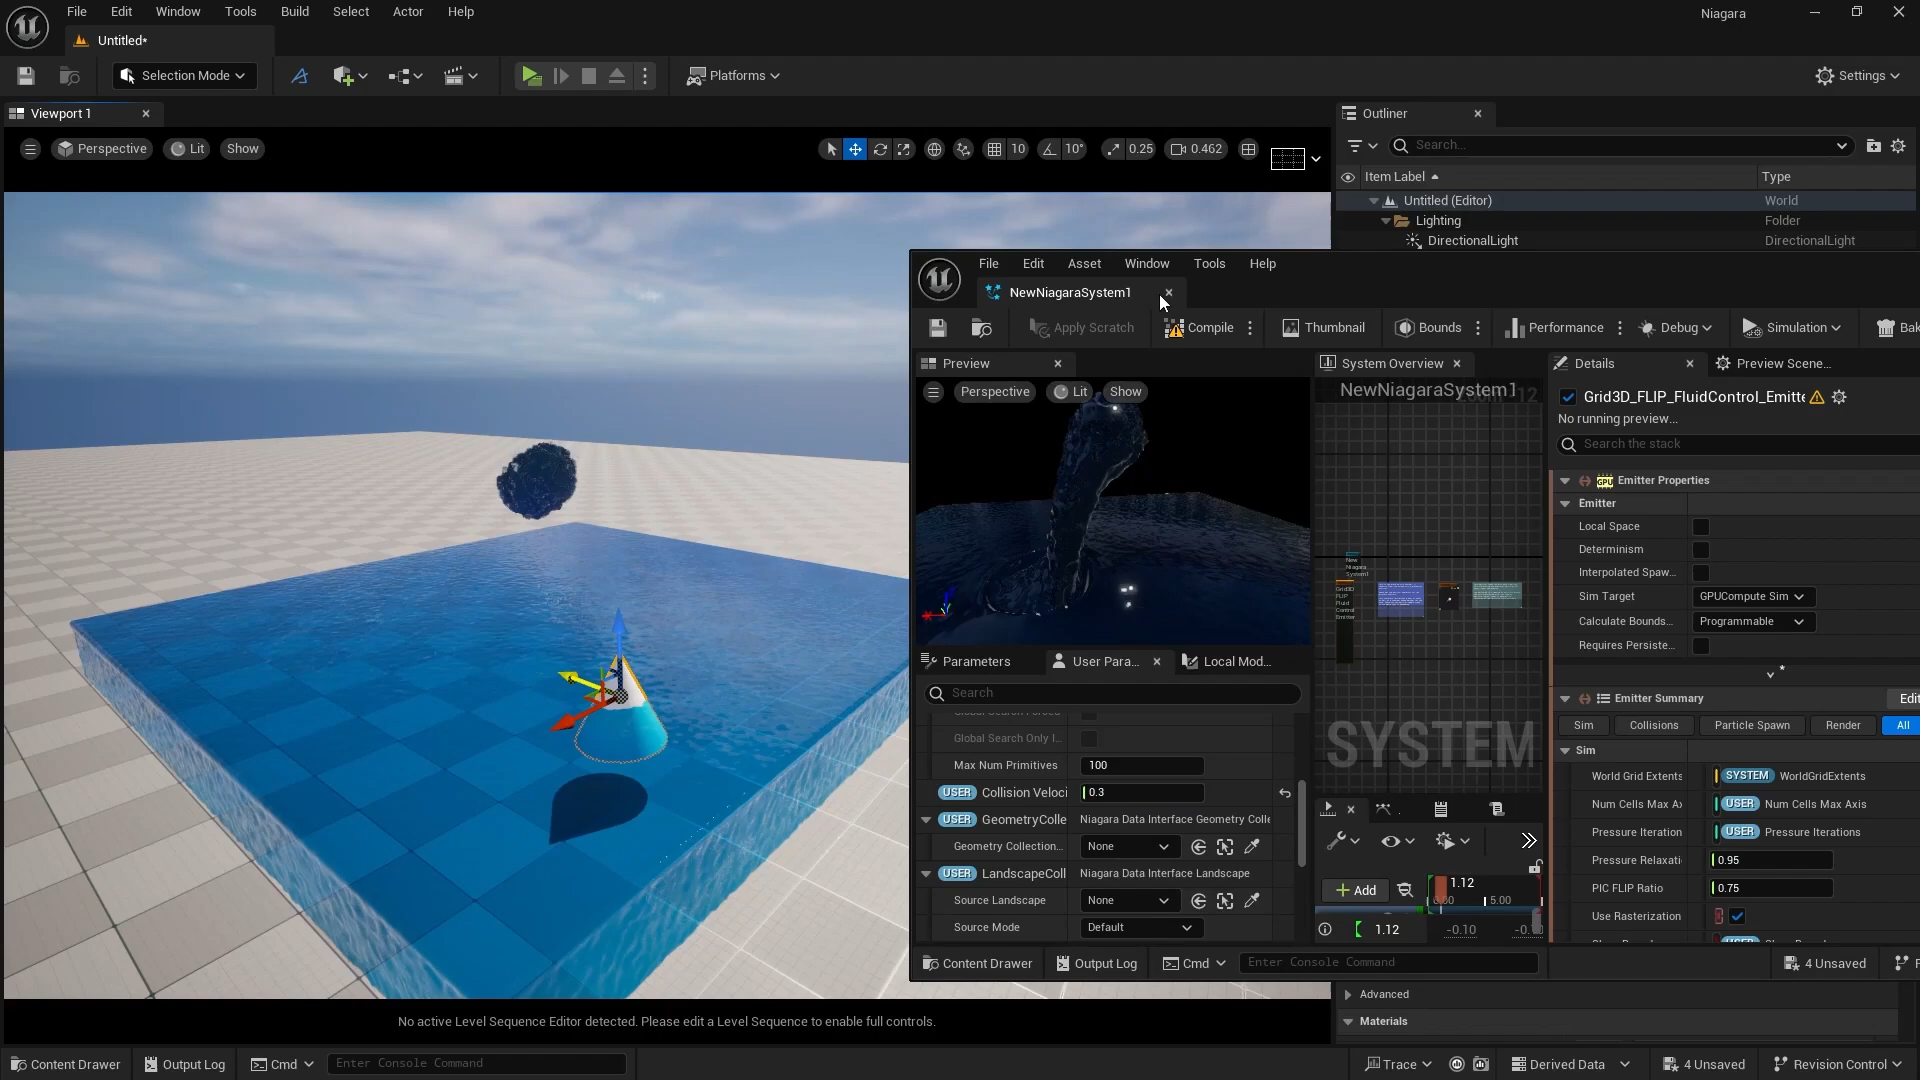 File Edit Window Tools Build Select Actor Help
Niagara
Untitled*
Selection Mode
Platforms
Settings
Viewport 1
Perspective Lit Show
10 10° 0.25 0.462
Outliner
Search...
Item Label Type
Untitled (Editor) World
Lighting Folder
DirectionalLight DirectionalLight
File Edit Asset Window Tools Help
NewNiagaraSystem1
Apply Scratch Compile Thumbnail Bounds Performance Debug Simulation Bak
Preview
Perspective Lit Show
System Overview
NewNiagaraSystem1
SYSTEM
Details Preview Scene...
Grid3D_FLIP_FluidControl_Emitte
No running preview...
Search the stack
Emitter Properties
Emitter
Local Space
Determinism
Interpolated Spaw...
Sim Target GPUCompute Sim
Calculate Bounds... Programmable
Requires Persiste...
Emitter Summary Edit
Sim Collisions Particle Spawn Render All
Sim
World Grid Extents SYSTEM WorldGridExtents
Num Cells Max Ax USER Num Cells Max Axis
Pressure Iteration USER Pressure Iterations
Pressure Relaxati 0.95
PIC FLIP Ratio 0.75
Use Rasterization
Parameters User Para... Local Mod...
Search
Global Search Only I...
Max Num Primitives 100
USER Collision Veloci 0.3
USER GeometryColle Niagara Data Interface Geometry Colle
Geometry Collection... None
USER LandscapeColl Niagara Data Interface Landscape
Source Landscape None
Source Mode Default
Add
1.12
0.00 5.00
1.12 -0.10
Content Drawer Output Log Cmd Enter Console Command
4 Unsaved
Advanced
Materials
No active Level Sequence Editor detected. Please edit a Level Sequence to enable full controls.
Content Drawer Output Log Cmd Enter Console Command
Trace Derived Data 4 Unsaved Revision Control